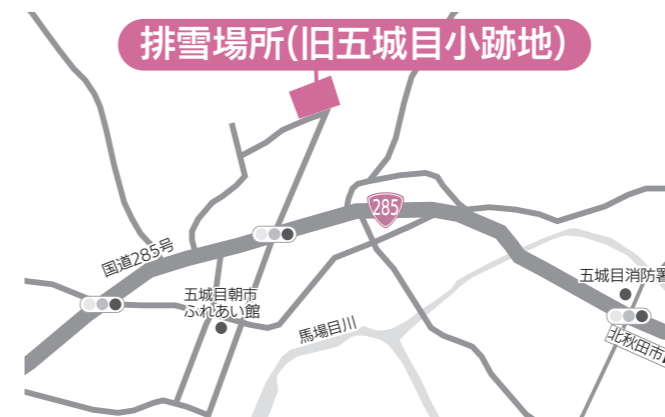 排雪場所(旧五城目小跡地)
285
国道285号
五城目朝市
ふれあい館
馬場目川
五城目消防署
北秋田市